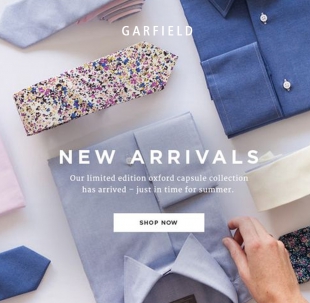 GARFIELD
NEW ARRIVALS
Our limited edition oxford capsule collection
has arrived – just in time for summer.
SHOP NOW